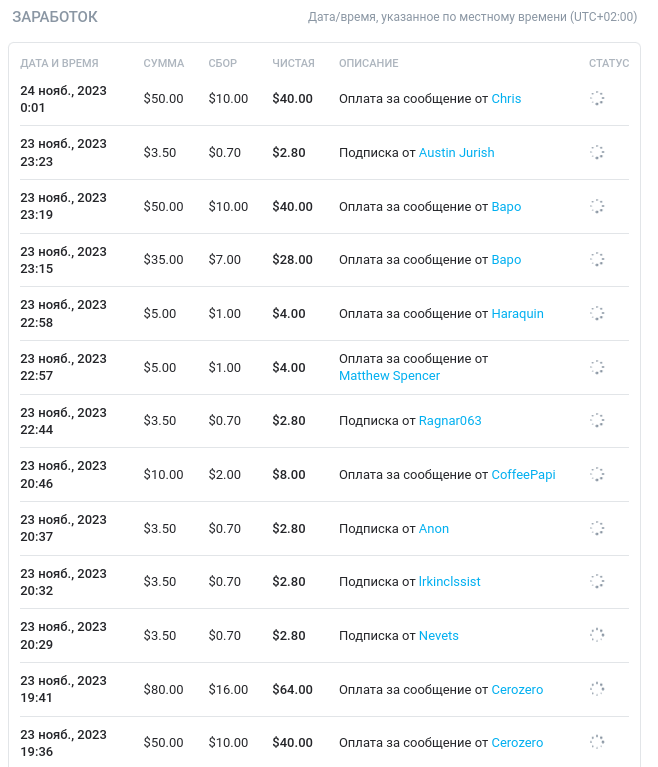 ЗАРАБОТОК Дата/время, указанное по местному времени (UTC+02:00)
ДАТА И ВРЕМЯ СУММА СБОР ЧИСТАЯ ОПИСАНИЕ СТАТУС
24 нояб., 2023
0:01 $50.00 $10.00 $40.00 Оплата за сообщение от Chris
23 нояб., 2023
23:23 $3.50 $0.70 $2.80 Подписка от Austin Jurish
23 нояб., 2023
23:19 $50.00 $10.00 $40.00 Оплата за сообщение от Bapo
23 нояб., 2023
23:15 $35.00 $7.00 $28.00 Оплата за сообщение от Bapo
23 нояб., 2023
22:58 $5.00 $1.00 $4.00 Оплата за сообщение от Haraquin
23 нояб., 2023
22:57 $5.00 $1.00 $4.00 Оплата за сообщение от
Matthew Spencer
23 нояб., 2023
22:44 $3.50 $0.70 $2.80 Подписка от Ragnar063
23 нояб., 2023
20:46 $10.00 $2.00 $8.00 Оплата за сообщение от CoffeePapi
23 нояб., 2023
20:37 $3.50 $0.70 $2.80 Подписка от Anon
23 нояб., 2023
20:32 $3.50 $0.70 $2.80 Подписка от lrkinclssist
23 нояб., 2023
20:29 $3.50 $0.70 $2.80 Подписка от Nevets
23 нояб., 2023
19:41 $80.00 $16.00 $64.00 Оплата за сообщение от Cerozero
23 нояб., 2023
19:36 $50.00 $10.00 $40.00 Оплата за сообщение от Cerozero